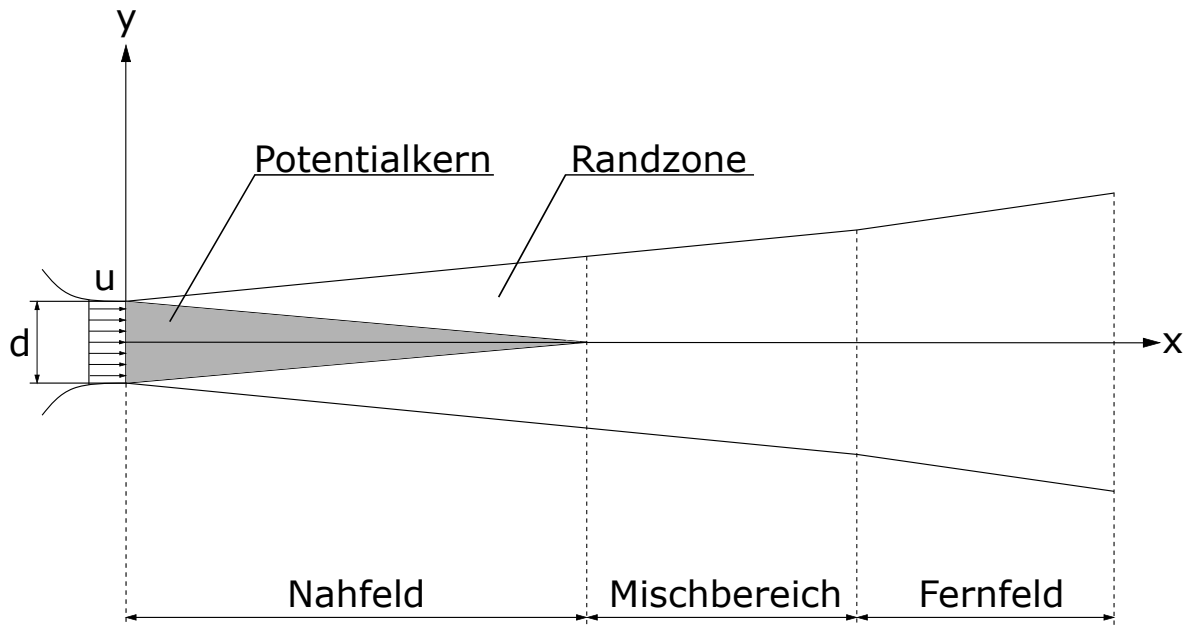 y
Potentialkern
Randzone
u
d
x
Nahfeld
Mischbereich
Fernfeld